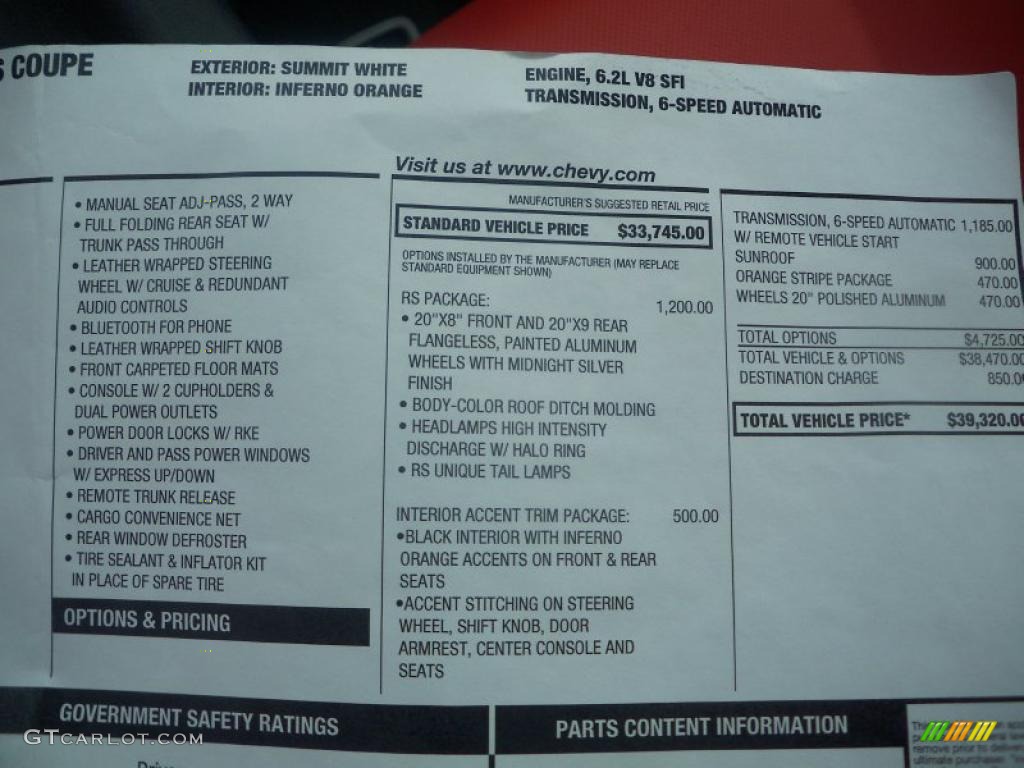 COUPE
EXTERIOR: SUMMIT WHITE
INTERIOR: INFERNO ORANGE
ENGINE, 6.2L V8 SFI
TRANSMISSION, 6-SPEED AUTOMATIC
Visit us at www.chevy.com
• MANUAL SEAT ADJ-PASS, 2 WAY
• FULL FOLDING REAR SEAT W/
TRUNK PASS THROUGH
• LEATHER WRAPPED STEERING
WHEEL W/ CRUISE & REDUNDANT
AUDIO CONTROLS
• BLUETOOTH FOR PHONE
• LEATHER WRAPPED SHIFT KNOB
• FRONT CARPETED FLOOR MATS
• CONSOLE W/ 2 CUPHOLDERS &
DUAL POWER OUTLETS
• POWER DOOR LOCKS W/ RKE
• DRIVER AND PASS POWER WINDOWS
W/ EXPRESS UP/DOWN
• REMOTE TRUNK RELEASE
• CARGO CONVENIENCE NET
• REAR WINDOW DEFROSTER
• TIRE SEALANT & INFLATOR KIT
IN PLACE OF SPARE TIRE
OPTIONS & PRICING
MANUFACTURER'S SUGGESTED RETAIL PRICE
STANDARD VEHICLE PRICE $33,745.00
OPTIONS INSTALLED BY THE MANUFACTURER (MAY REPLACE
STANDARD EQUIPMENT SHOWN)
RS PACKAGE: 1,200.00
• 20"X8" FRONT AND 20"X9 REAR
FLANGELESS, PAINTED ALUMINUM
WHEELS WITH MIDNIGHT SILVER
FINISH
• BODY-COLOR ROOF DITCH MOLDING
• HEADLAMPS HIGH INTENSITY
DISCHARGE W/ HALO RING
• RS UNIQUE TAIL LAMPS
INTERIOR ACCENT TRIM PACKAGE: 500.00
•BLACK INTERIOR WITH INFERNO
ORANGE ACCENTS ON FRONT & REAR
SEATS
•ACCENT STITCHING ON STEERING
WHEEL, SHIFT KNOB, DOOR
ARMREST, CENTER CONSOLE AND
SEATS
TRANSMISSION, 6-SPEED AUTOMATIC 1,185.00
W/ REMOTE VEHICLE START
SUNROOF 900.00
ORANGE STRIPE PACKAGE 470.00
WHEELS 20" POLISHED ALUMINUM 470.00
TOTAL OPTIONS $4,725.00
TOTAL VEHICLE & OPTIONS $38,470.00
DESTINATION CHARGE 850.0
TOTAL VEHICLE PRICE* $39,320.00
GOVERNMENT SAFETY RATINGS
PARTS CONTENT INFORMATION
GTCarLot.com
remove prior to
ultimate purchaser.